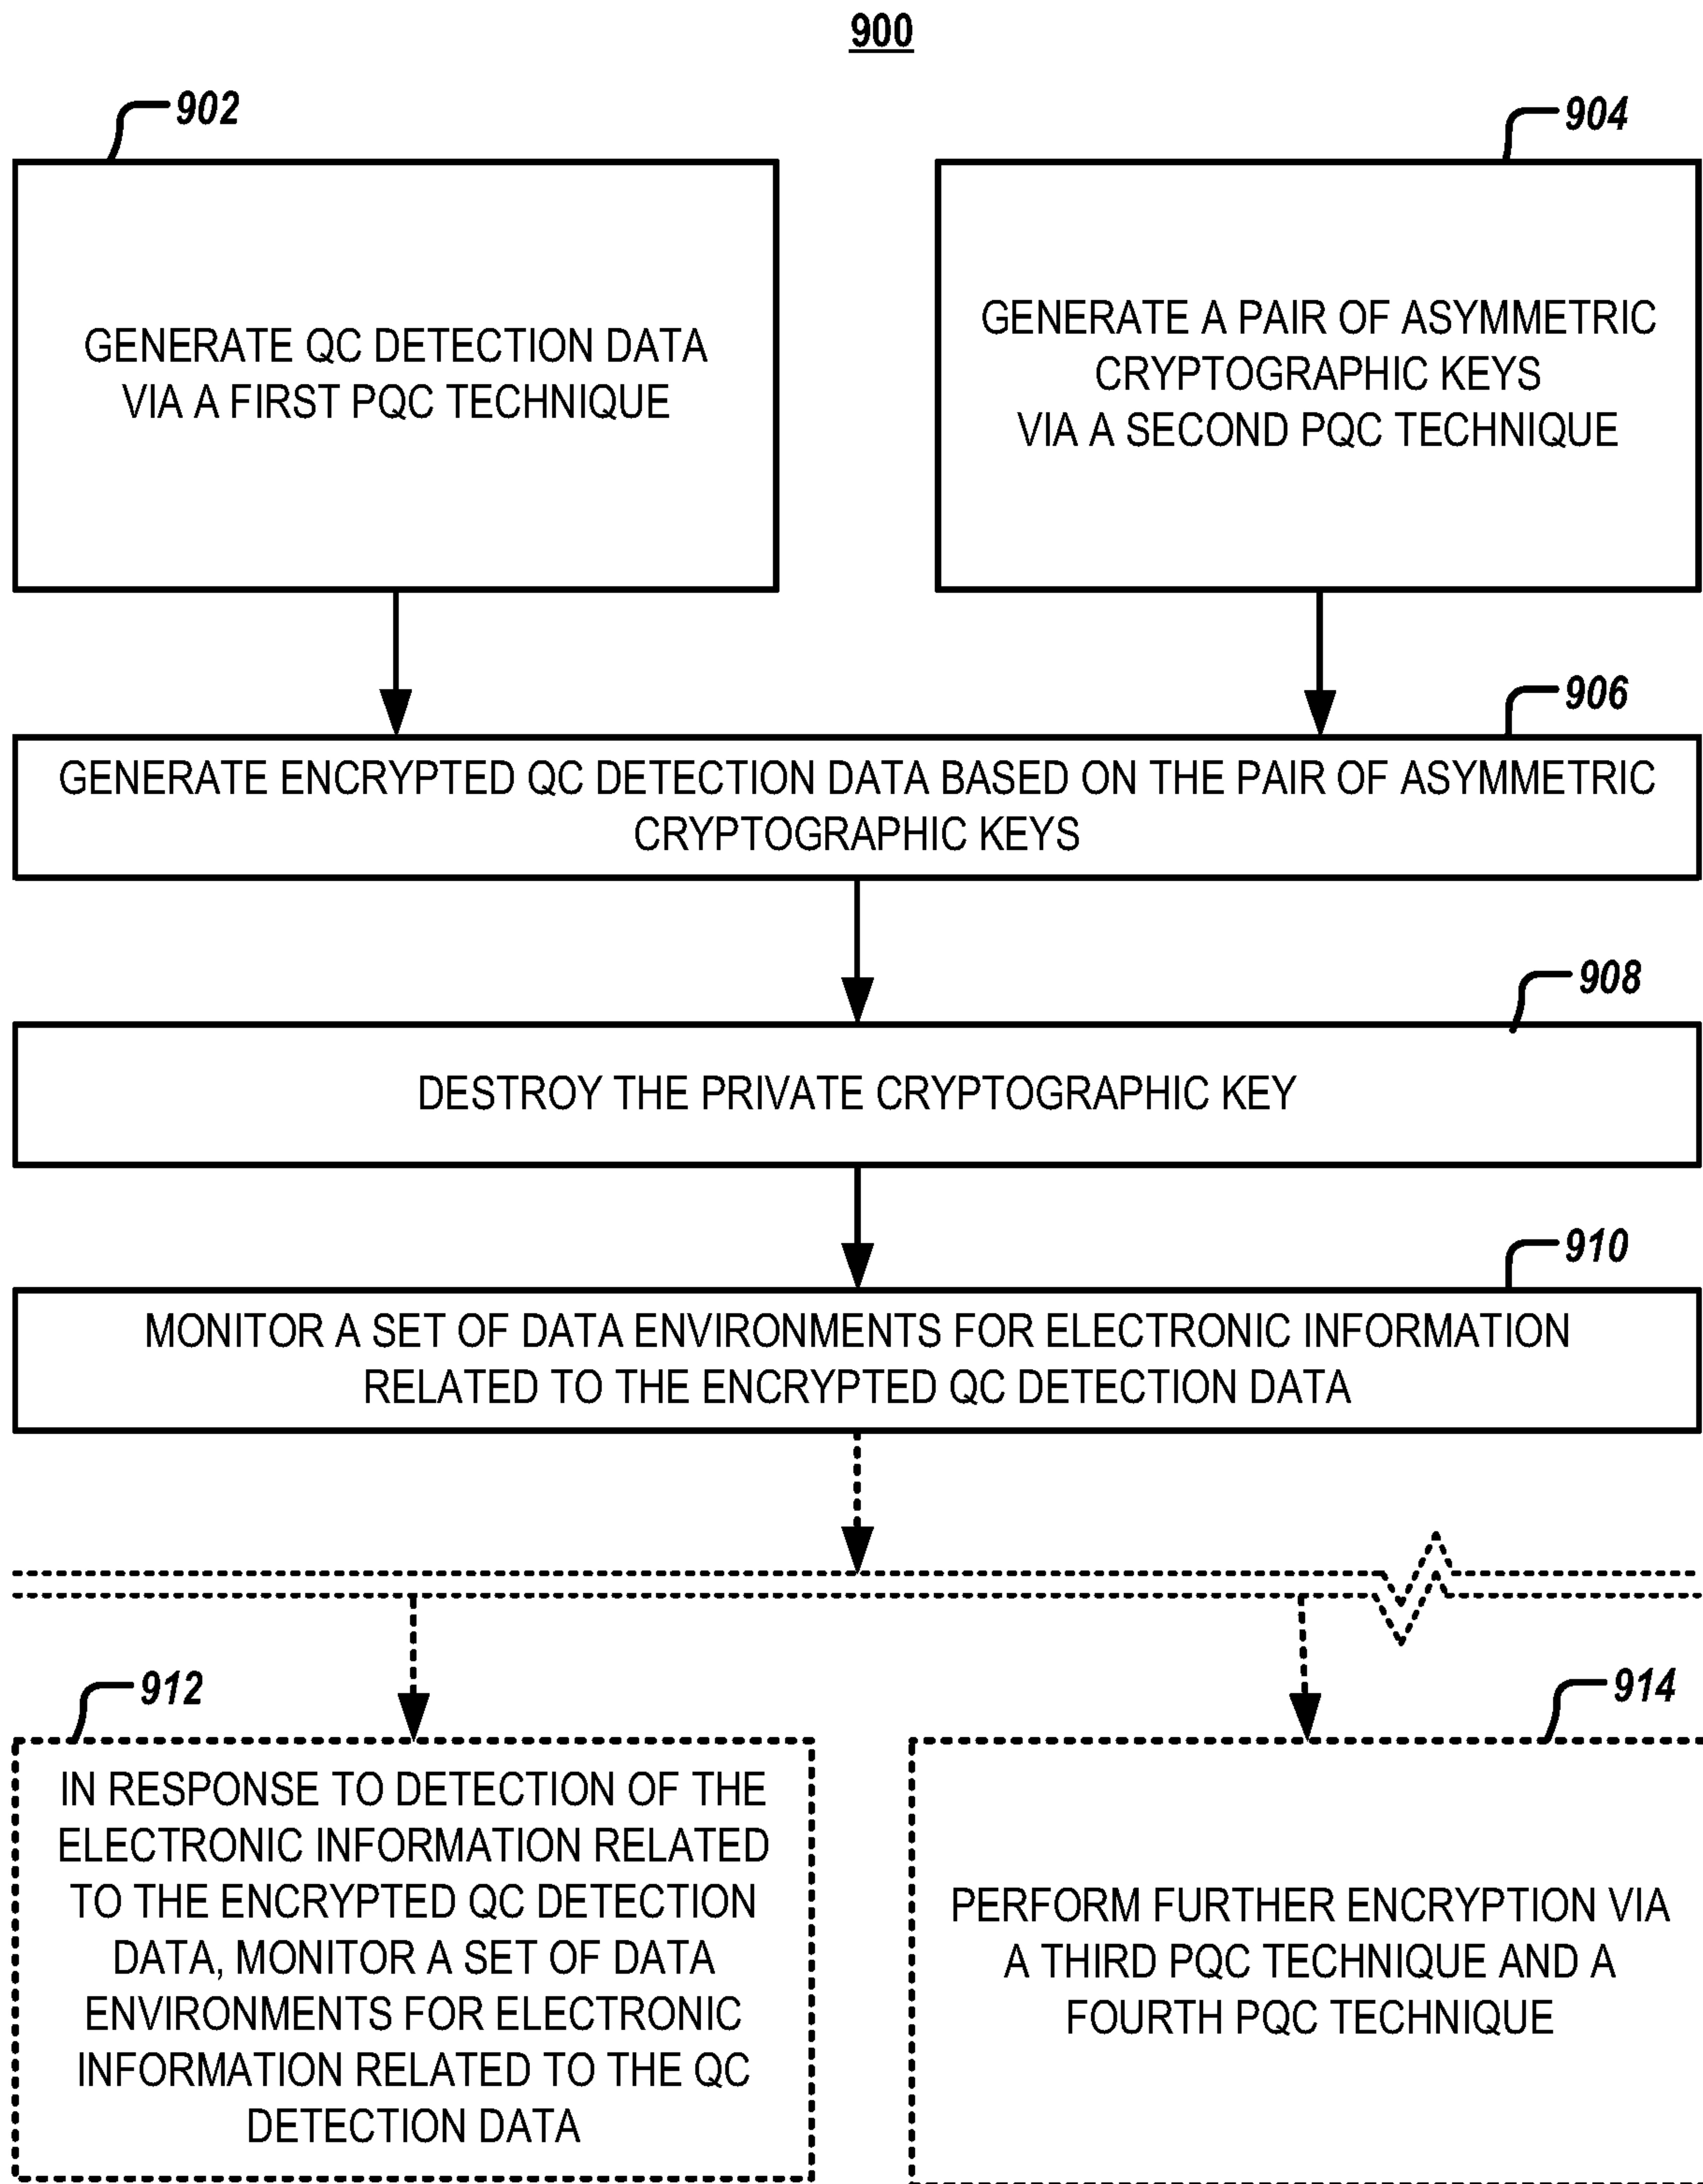 900
902
904
GENERATE QC DETECTION DATA
VIA A FIRST PQC TECHNIQUE
GENERATE A PAIR OF ASYMMETRIC
CRYPTOGRAPHIC KEYS
VIA A SECOND PQC TECHNIQUE
906
GENERATE ENCRYPTED QC DETECTION DATA BASED ON THE PAIR OF ASYMMETRIC
CRYPTOGRAPHIC KEYS
908
DESTROY THE PRIVATE CRYPTOGRAPHIC KEY
910
MONITOR A SET OF DATA ENVIRONMENTS FOR ELECTRONIC INFORMATION
RELATED TO THE ENCRYPTED QC DETECTION DATA
912
914
IN RESPONSE TO DETECTION OF THE
ELECTRONIC INFORMATION RELATED
TO THE ENCRYPTED QC DETECTION
DATA, MONITOR A SET OF DATA
ENVIRONMENTS FOR ELECTRONIC
INFORMATION RELATED TO THE QC
DETECTION DATA
PERFORM FURTHER ENCRYPTION VIA
A THIRD PQC TECHNIQUE AND A
FOURTH PQC TECHNIQUE